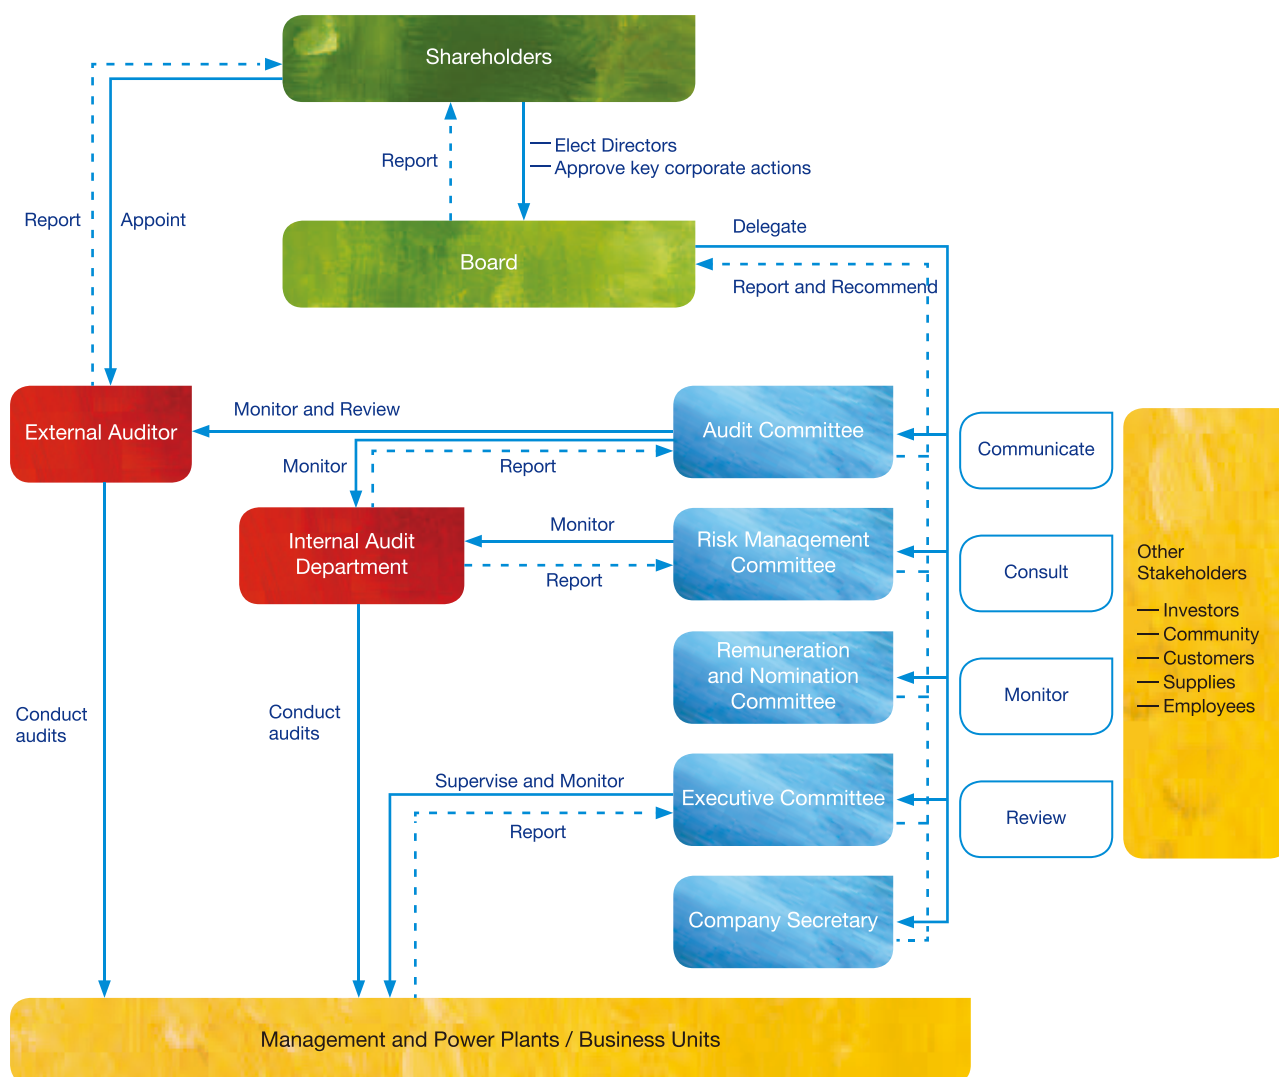 Shareholders
Report
— Elect Directors
— Approve key corporate actions
Report
Appoint
Board
Delegate
Report and Recommend
External Auditor
Monitor and Review
Audit Committee
Monitor
Report
Communicate
Internal Audit
Department
Monitor
Report
Risk Manaqement
Committee
Consult
Other
Stakeholders
— Investors
— Community
— Customers
— Supplies
— Employees
Remuneration
and Nomination
Committee
Monitor
Conduct
audits
Conduct
audits
Supervise and Monitor
Report
Executive Committee
Review
Company Secretary
Management and Power Plants / Business Units